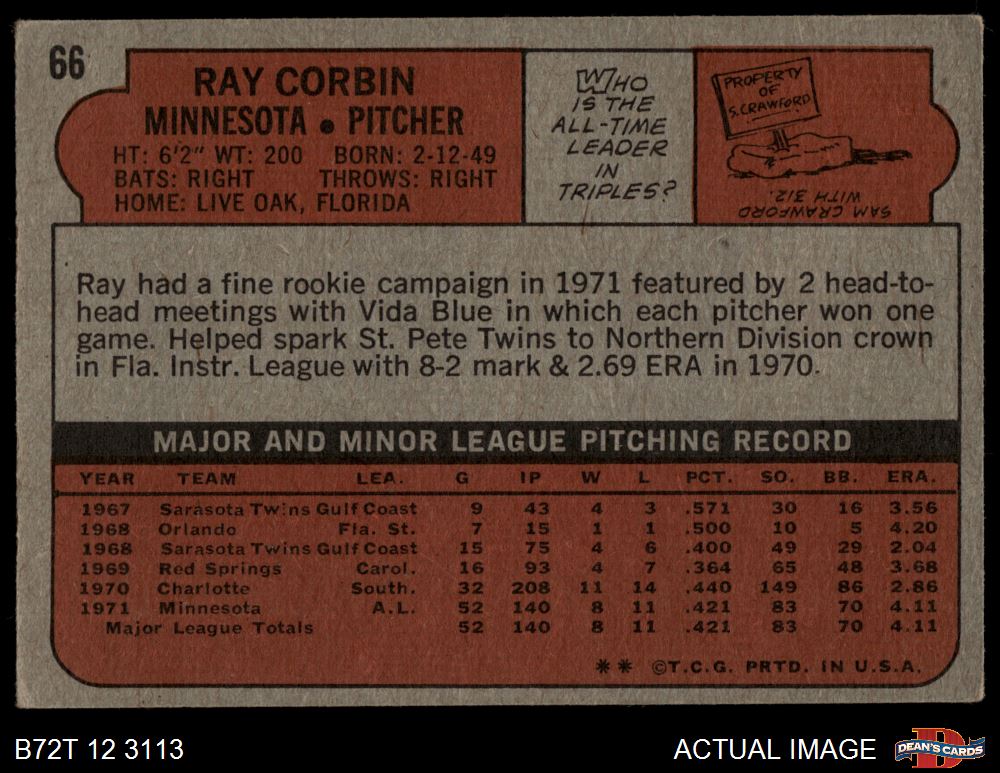 66
RAY CORBIN
MINNESOTA • PITCHER
HT: 6'2" WT: 200 BORN: 2-12-49
BATS: RIGHT THROWS: RIGHT
HOME: LIVE OAK, FLORIDA
WHO
IS THE
ALL-TIME
LEADER
IN
TRIPLES?
PROPERTY
OF
S. CRAWFORD
SAM CRAWFORD
WITH 312.
Ray had a fine rookie campaign in 1971 featured by 2 head-to-
head meetings with Vida Blue in which each pitcher won one
game. Helped spark St. Pete Twins to Northern Division crown
in Fla. Instr. League with 8-2 mark & 2.69 ERA in 1970.
MAJOR AND MINOR LEAGUE PITCHING RECORD
YEAR TEAM LEA. G IP W L PCT. SO. BB. ERA.
1967 Sarasota Twins Gulf Coast 9 43 4 3 .571 30 16 3.56
1968 Orlando Fla. St. 7 15 1 1 .500 10 5 4.20
1968 Sarasota Twins Gulf Coast 15 75 4 6 .400 49 29 2.04
1969 Red Springs Carol. 16 93 4 7 .364 65 48 3.68
1970 Charlotte South. 32 208 11 14 .440 149 86 2.86
1971 Minnesota A.L. 52 140 8 11 .421 83 70 4.11
Major League Totals 52 140 8 11 .421 83 70 4.11
** ©T.C.G. PRTD. IN U.S.A.
B72T 12 3113
ACTUAL IMAGE
D
DEAN'S CARDS